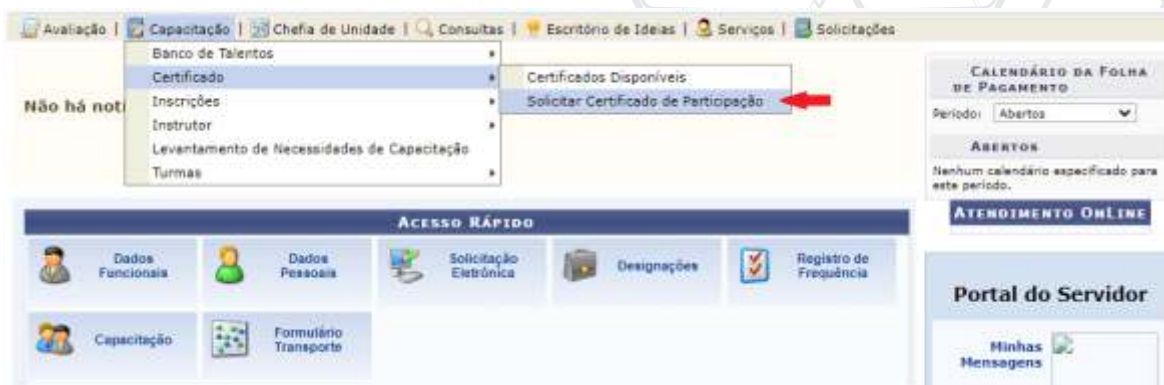 Avaliação | Capacitação | Chefia de Unidade | Consultas | Escritório de Ideias | Serviços | Solicitações
Banco de Talentos
Certificado
Inscrições
Instrutor
Levantamento de Necessidades de Capacitação
Turmas
Certificados Disponíveis
Solicitar Certificado de Participação
Não há notí
CALENDÁRIO DA FOLHA
DE PAGAMENTO
Período: Abertos
ABERTOS
Nenhum calendário especificado para
este período.
ATENDIMENTO ONLINE
ACESSO RÁPIDO
Dados
Funcionais
Dados
Pessoais
Solicitação
Eletrônica
Designações
Registro de
Frequência
Capacitação
Formulário
Transporte
Portal do Servidor
Minhas
Mensagens